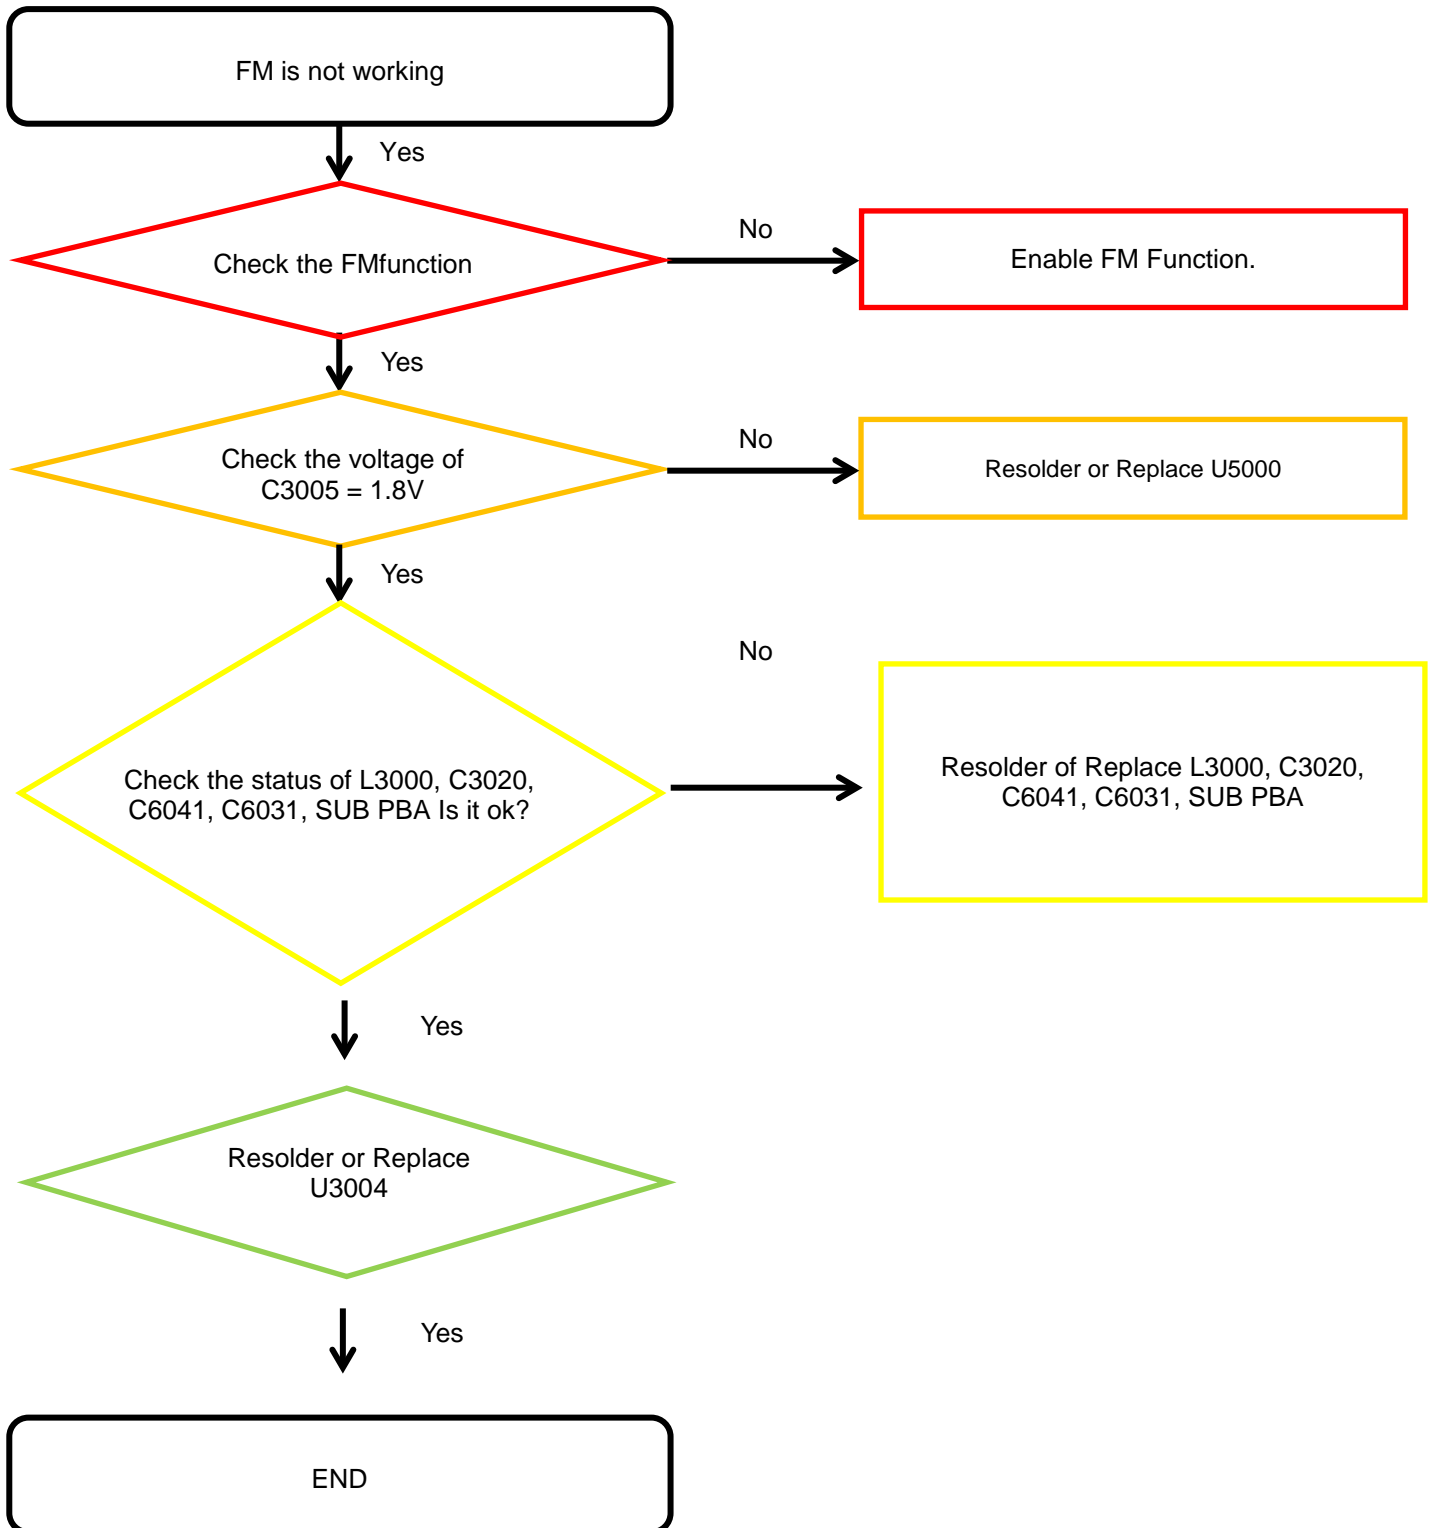 FM is not working
Yes
Check the FMfunction
No
Enable FM Function.
Yes
Check the voltage of
C3005 = 1.8V
No
Resolder or Replace U5000
Yes
Check the status of L3000, C3020,
C6041, C6031, SUB PBA Is it ok?
No
Resolder of Replace L3000, C3020,
C6041, C6031, SUB PBA
Yes
Resolder or Replace
U3004
Yes
END